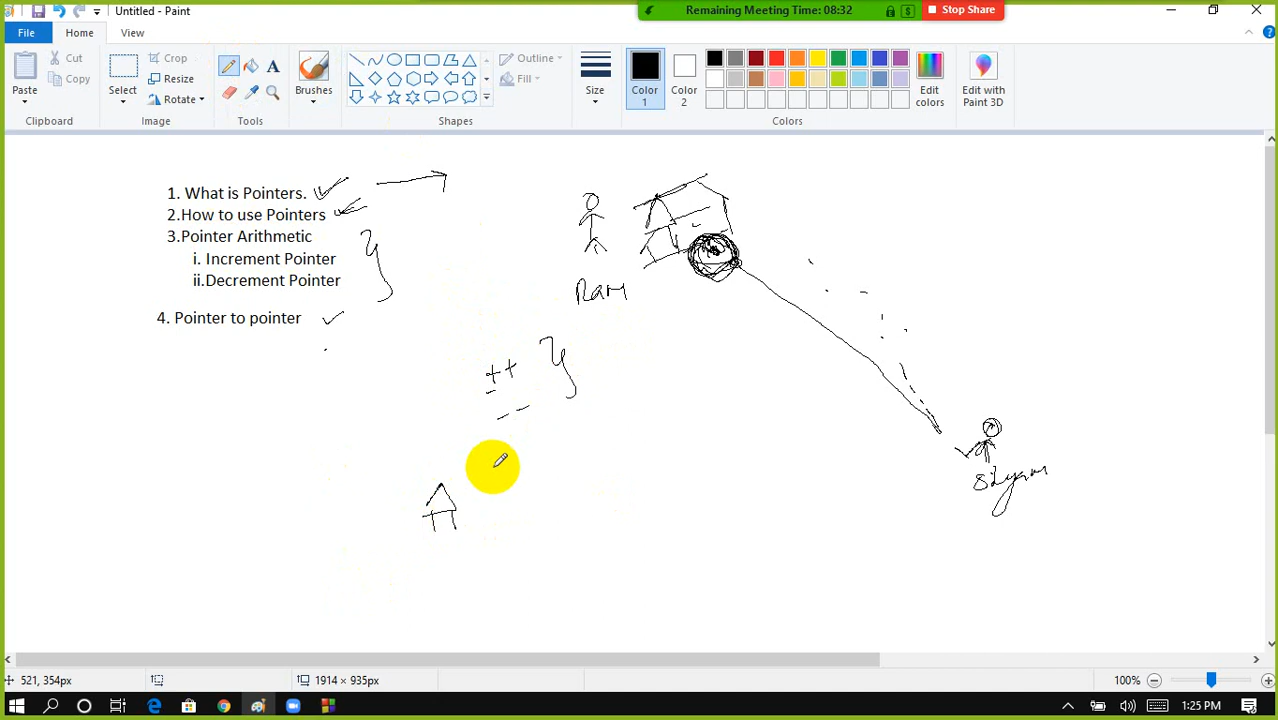 Untitled - Paint
Remaining Meeting Time: 08:32
Stop Share
File
Home
View
Paste
Cut
Copy
Clipboard
Select
Crop
Resize
Rotate
Image
A
Tools
Brushes
Outline
Fill
Shapes
Size
Color 1
Color 2
Edit colors
Edit with Paint 3D
Colors
1. What is Pointers.
2.How to use Pointers
3.Pointer Arithmetic
i. Increment Pointer
ii.Decrement Pointer
4. Pointer to pointer
Ram
++
--
Shyam
521, 354px
1914 × 935px
100%
1:25 PM